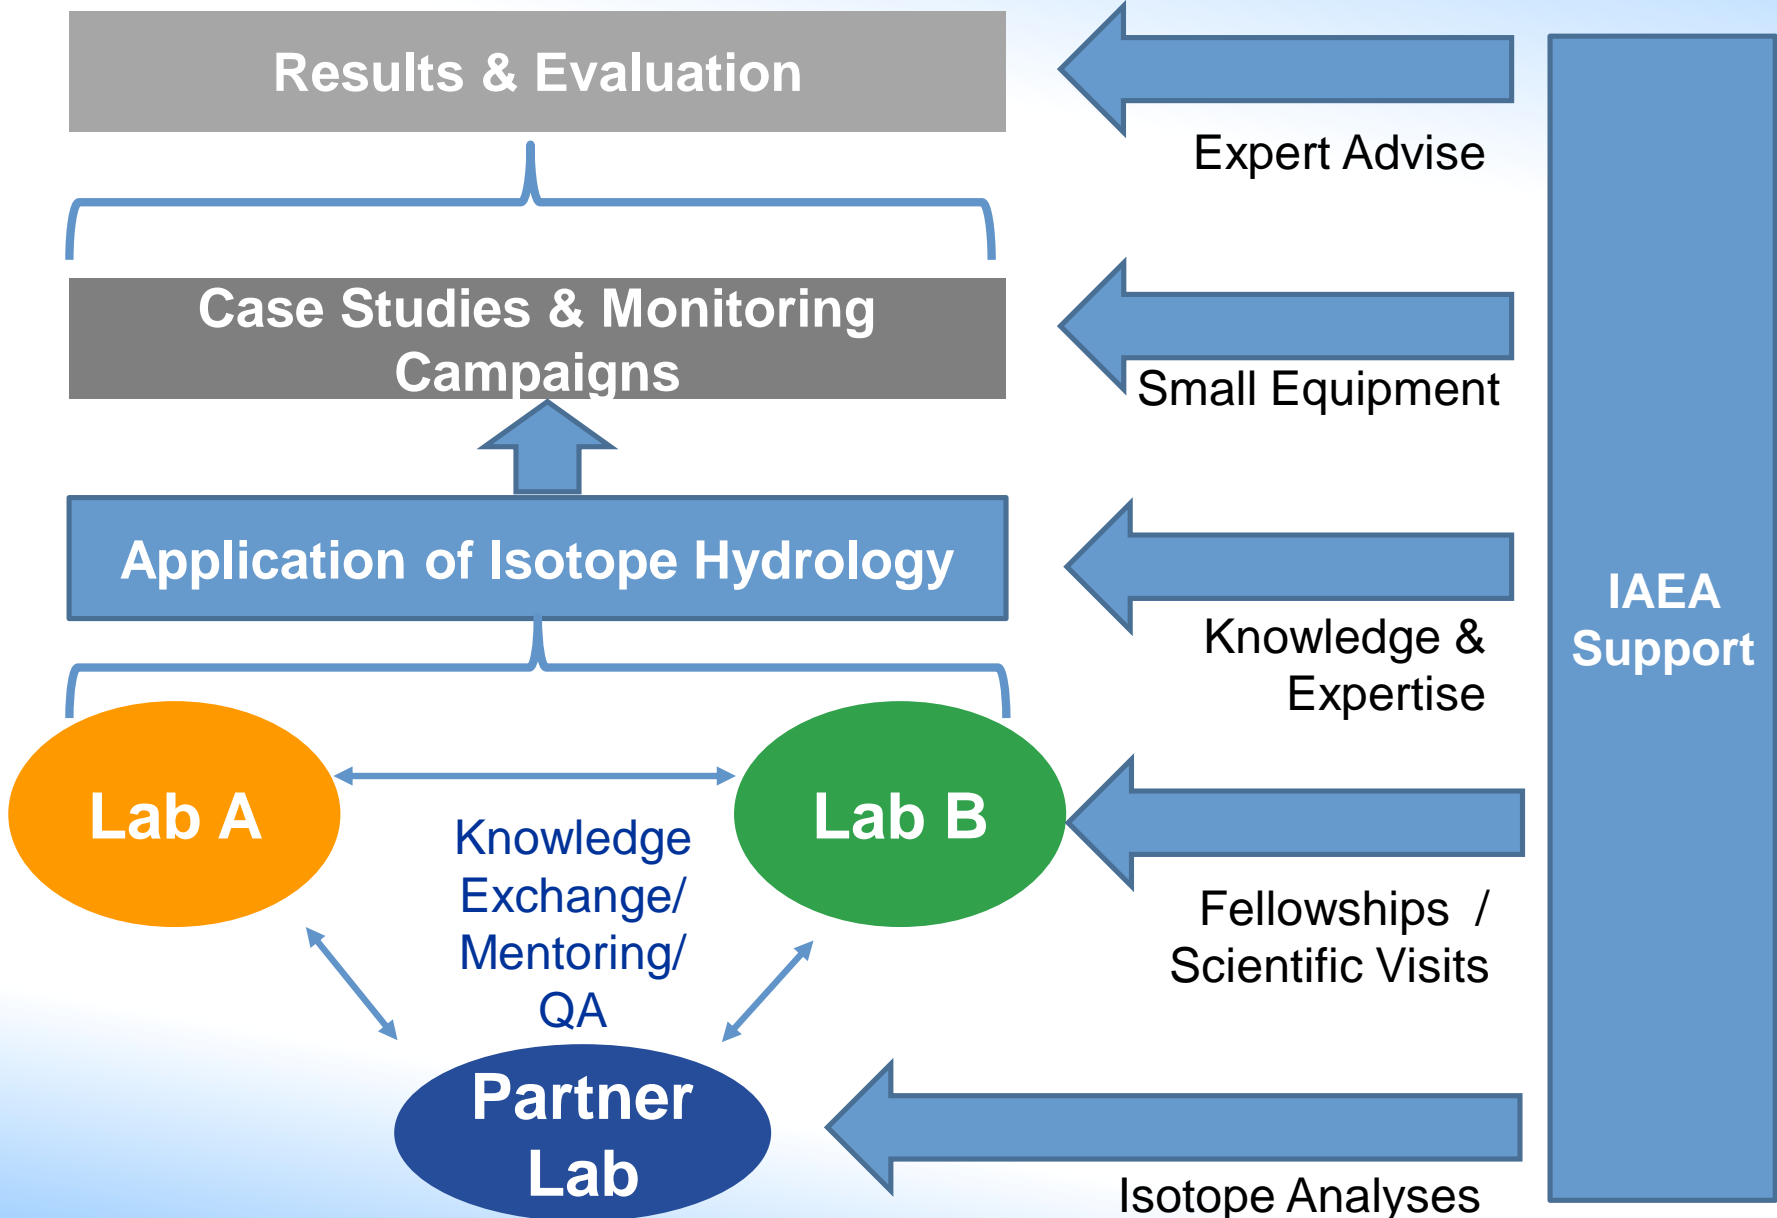 Results & Evaluation
Expert Advise
Case Studies & Monitoring
Campaigns
Small Equipment
Application of Isotope Hydrology
Knowledge &
Expertise
IAEA
Support
Lab A
Lab B
Knowledge
Exchange/
Mentoring/
QA
Fellowships /
Scientific Visits
Partner
Lab
Isotope Analyses